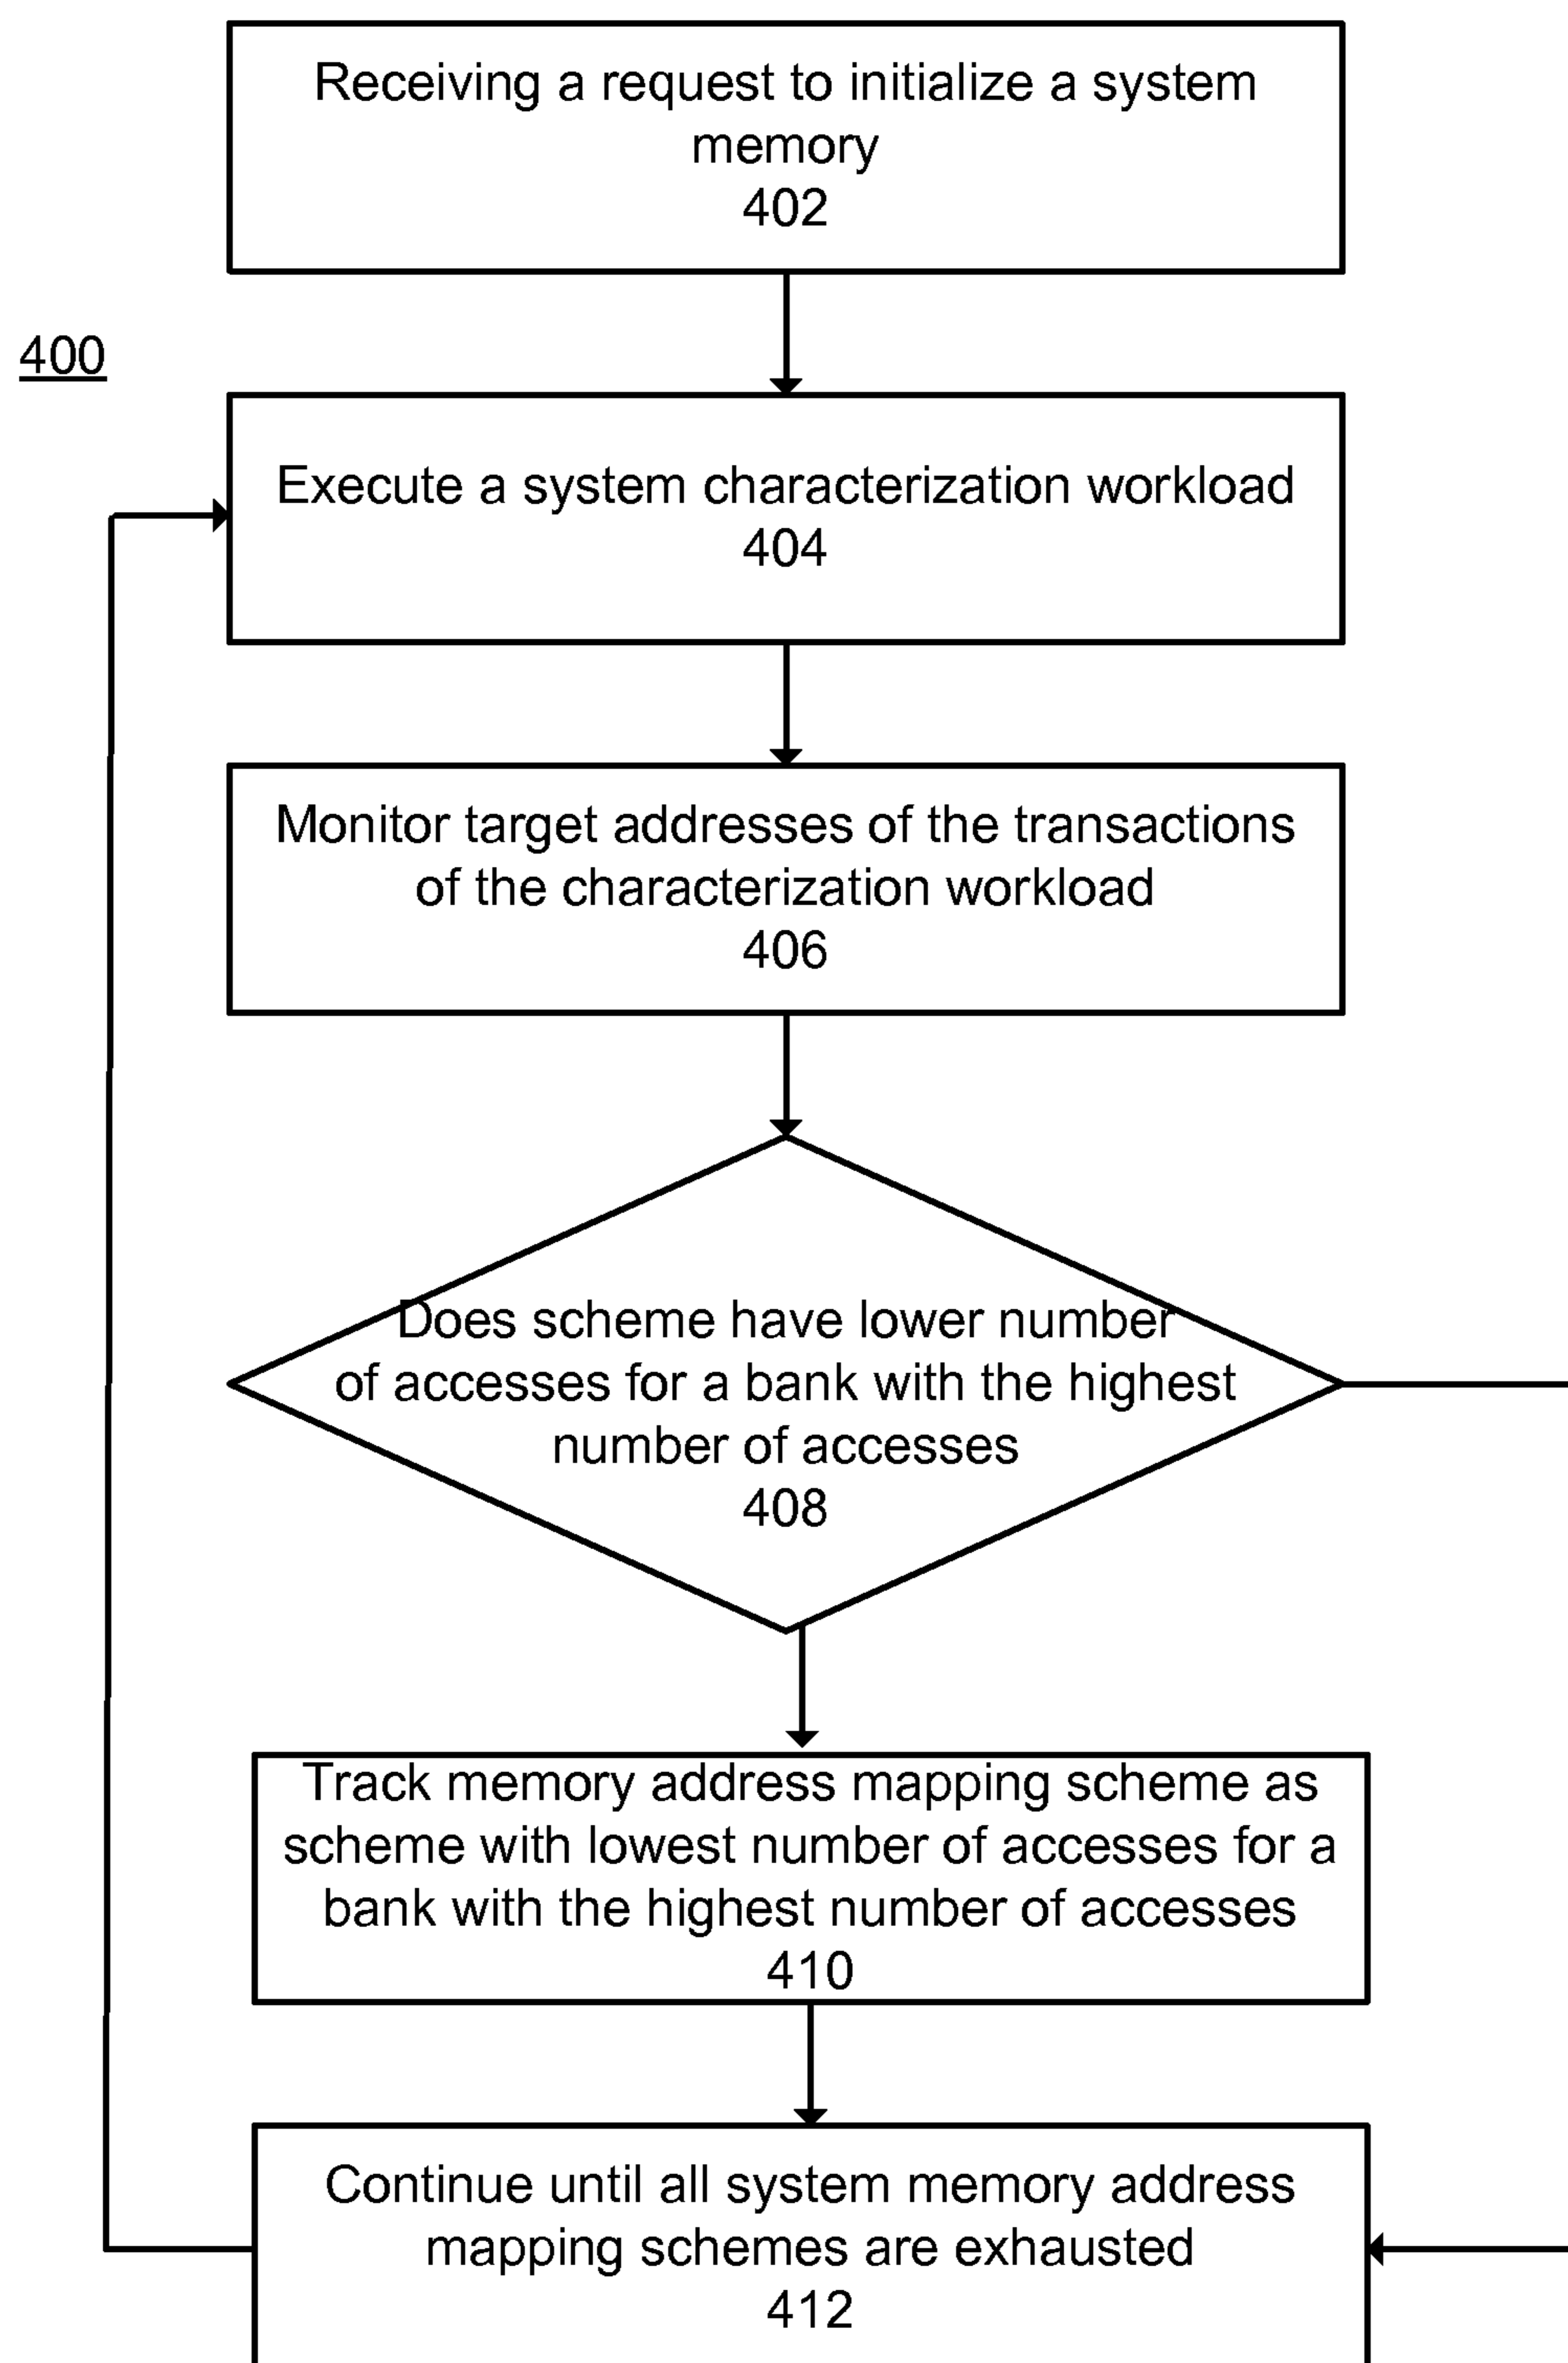 Receiving a request to initialize a system
memory
402
400
Execute a system characterization workload
404
Monitor target addresses of the transactions
of the characterization workload
406
Does scheme have lower number
of accesses for a bank with the highest
number of accesses
408
Track memory address mapping scheme as
scheme with lowest number of accesses for a
bank with the highest number of accesses
410
Continue until all system memory address
mapping schemes are exhausted
412